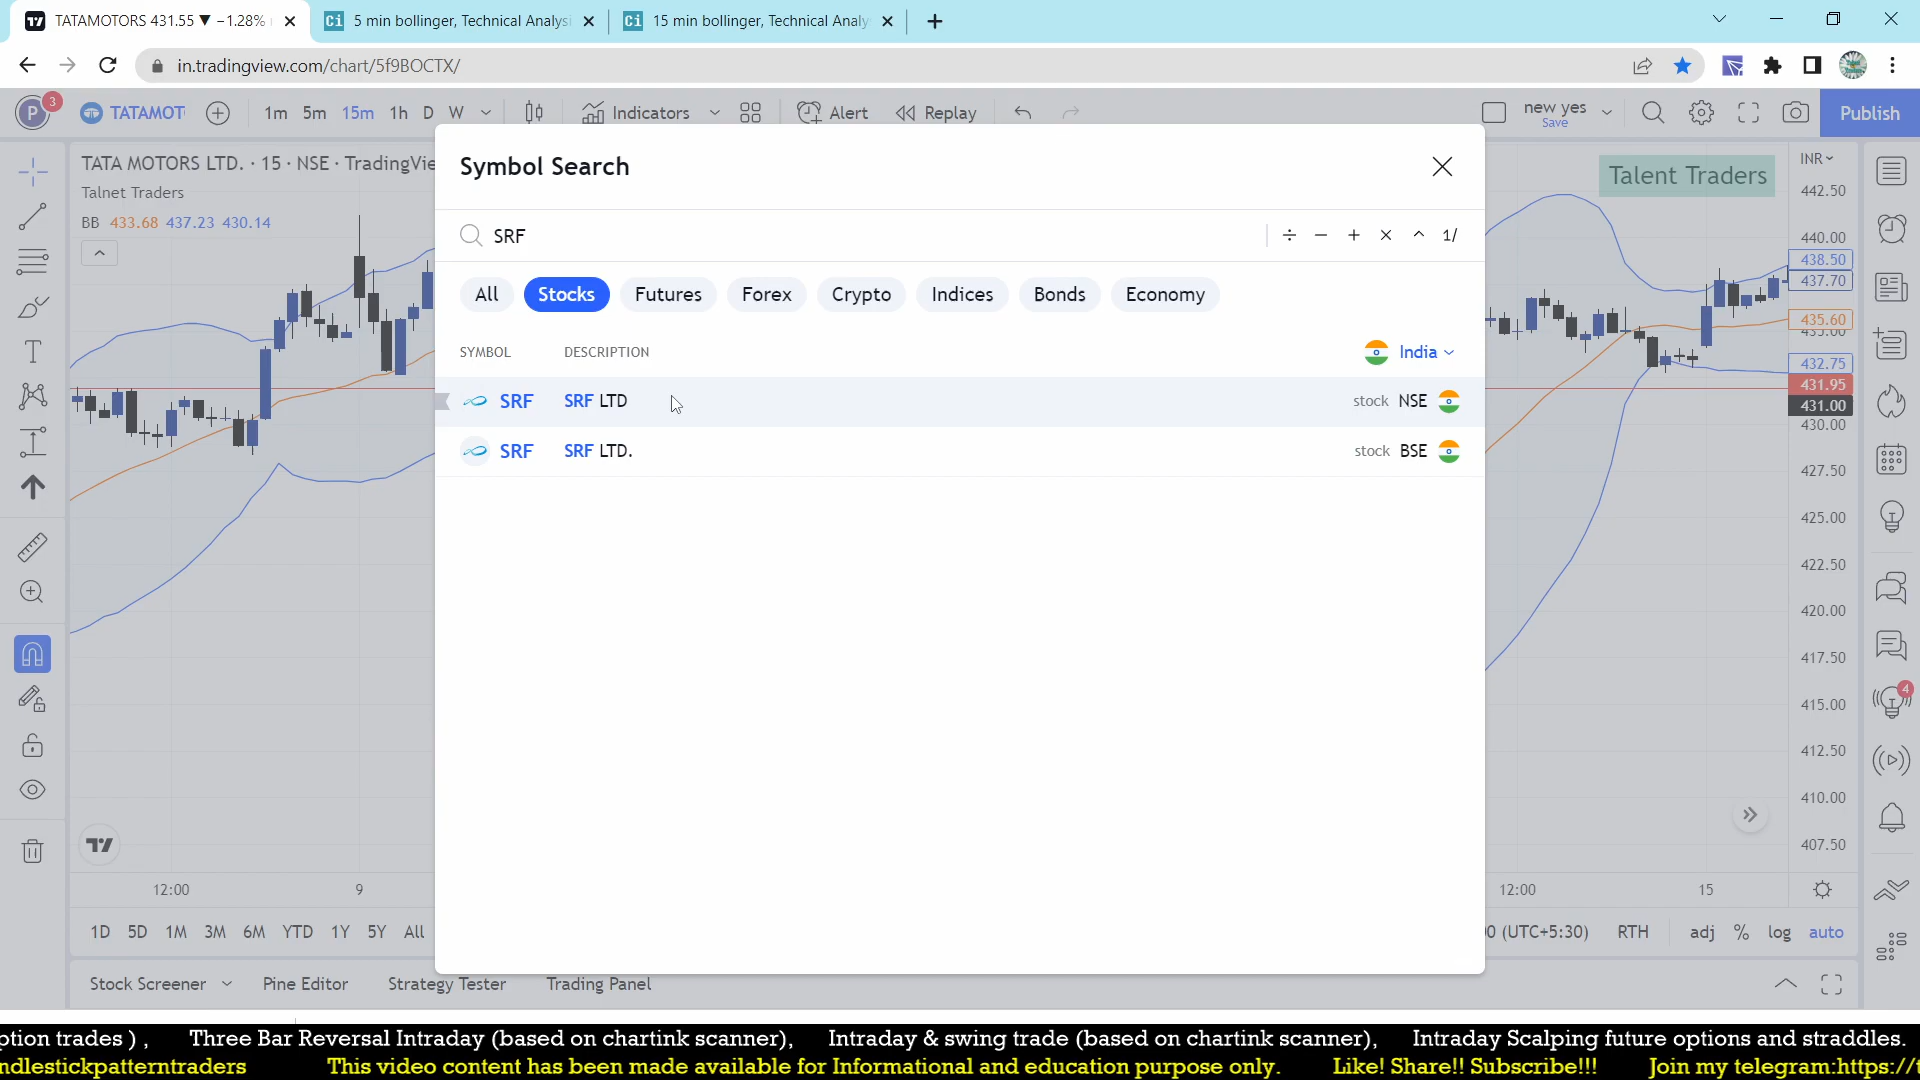 TATAMOTORS 431.55 ▼ −1.28%
5 min bollinger, Technical Analys
15 min bollinger, Technical Analy
in.tradingview.com/chart/5f9BOCTX/
P 3 TATAMOT 1m 5m 15m 1h D W Indicators Alert Replay new yes Save Publish
TATA MOTORS LTD. · 15 · NSE · TradingVie
Talnet Traders
BB 433.68 437.23 430.14
Symbol Search
SRF ÷ − + × ^ 1/
All Stocks Futures Forex Crypto Indices Bonds Economy
SYMBOL DESCRIPTION India
SRF SRF LTD stock NSE
SRF SRF LTD. stock BSE
Talent Traders
INR
442.50
440.00
438.50
437.70
435.60
435.00
432.75
431.95
431.00
430.00
427.50
425.00
422.50
420.00
417.50
415.00
412.50
410.00
407.50
4
12:00 9 12:00 15
1D 5D 1M 3M 6M YTD 1Y 5Y All 0 (UTC+5:30) RTH adj % log auto
Stock Screener Pine Editor Strategy Tester Trading Panel
ption trades ) , Three Bar Reversal Intraday (based on chartink scanner), Intraday & swing trade (based on chartink scanner), Intraday Scalping future options and straddles.
ndlestickpatterntraders This video content has been made available for Informational and education purpose only. Like! Share!! Subscribe!!! Join my telegram:https://t